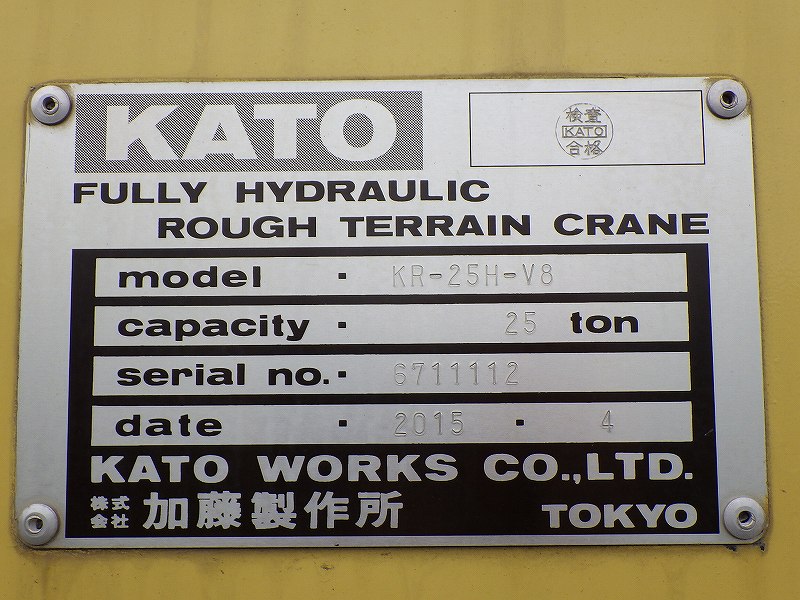 KATO
検査
KATO
合格
FULLY HYDRAULIC
ROUGH TERRAIN CRANE
model · KR-25H-V8
capacity · 25 ton
serial no. · 6711112
date · 2015 · 4
KATO WORKS CO.,LTD.
株式会社 加藤製作所 TOKYO